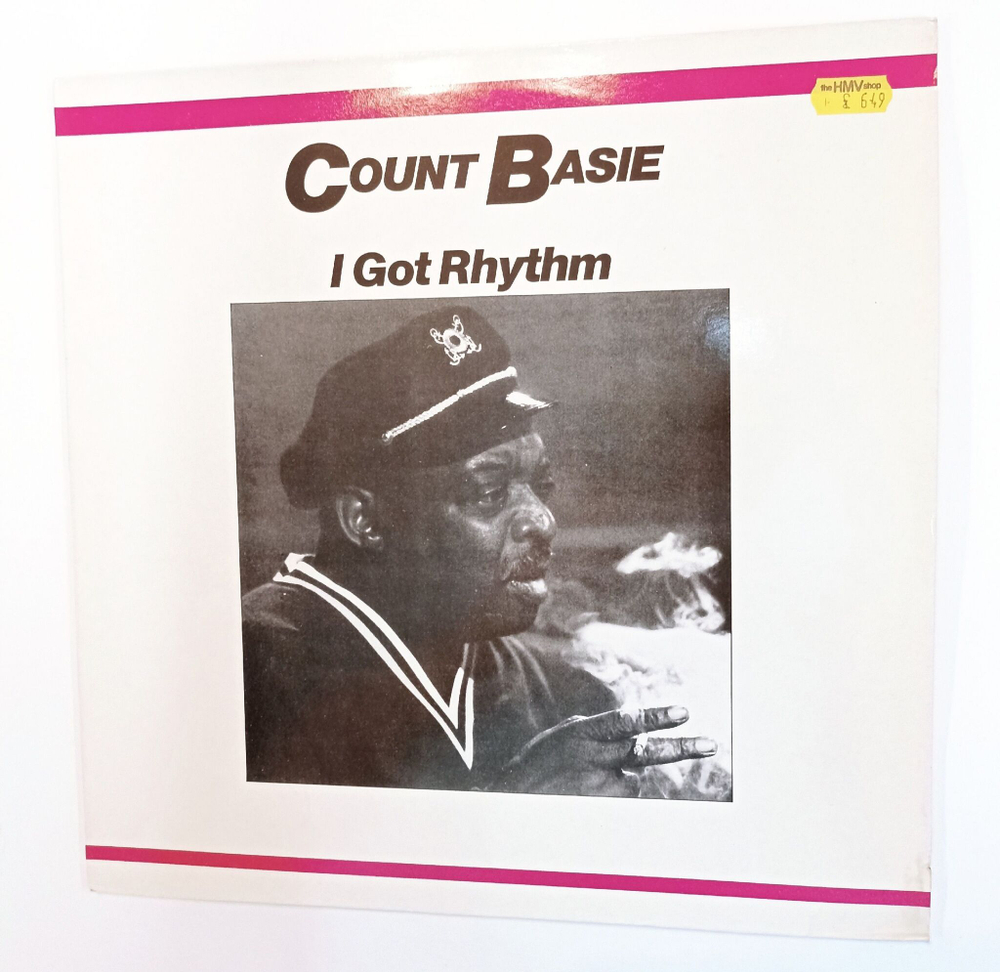 the HMV shop
£ 6.49
COUNT BASIE
I Got Rhythm